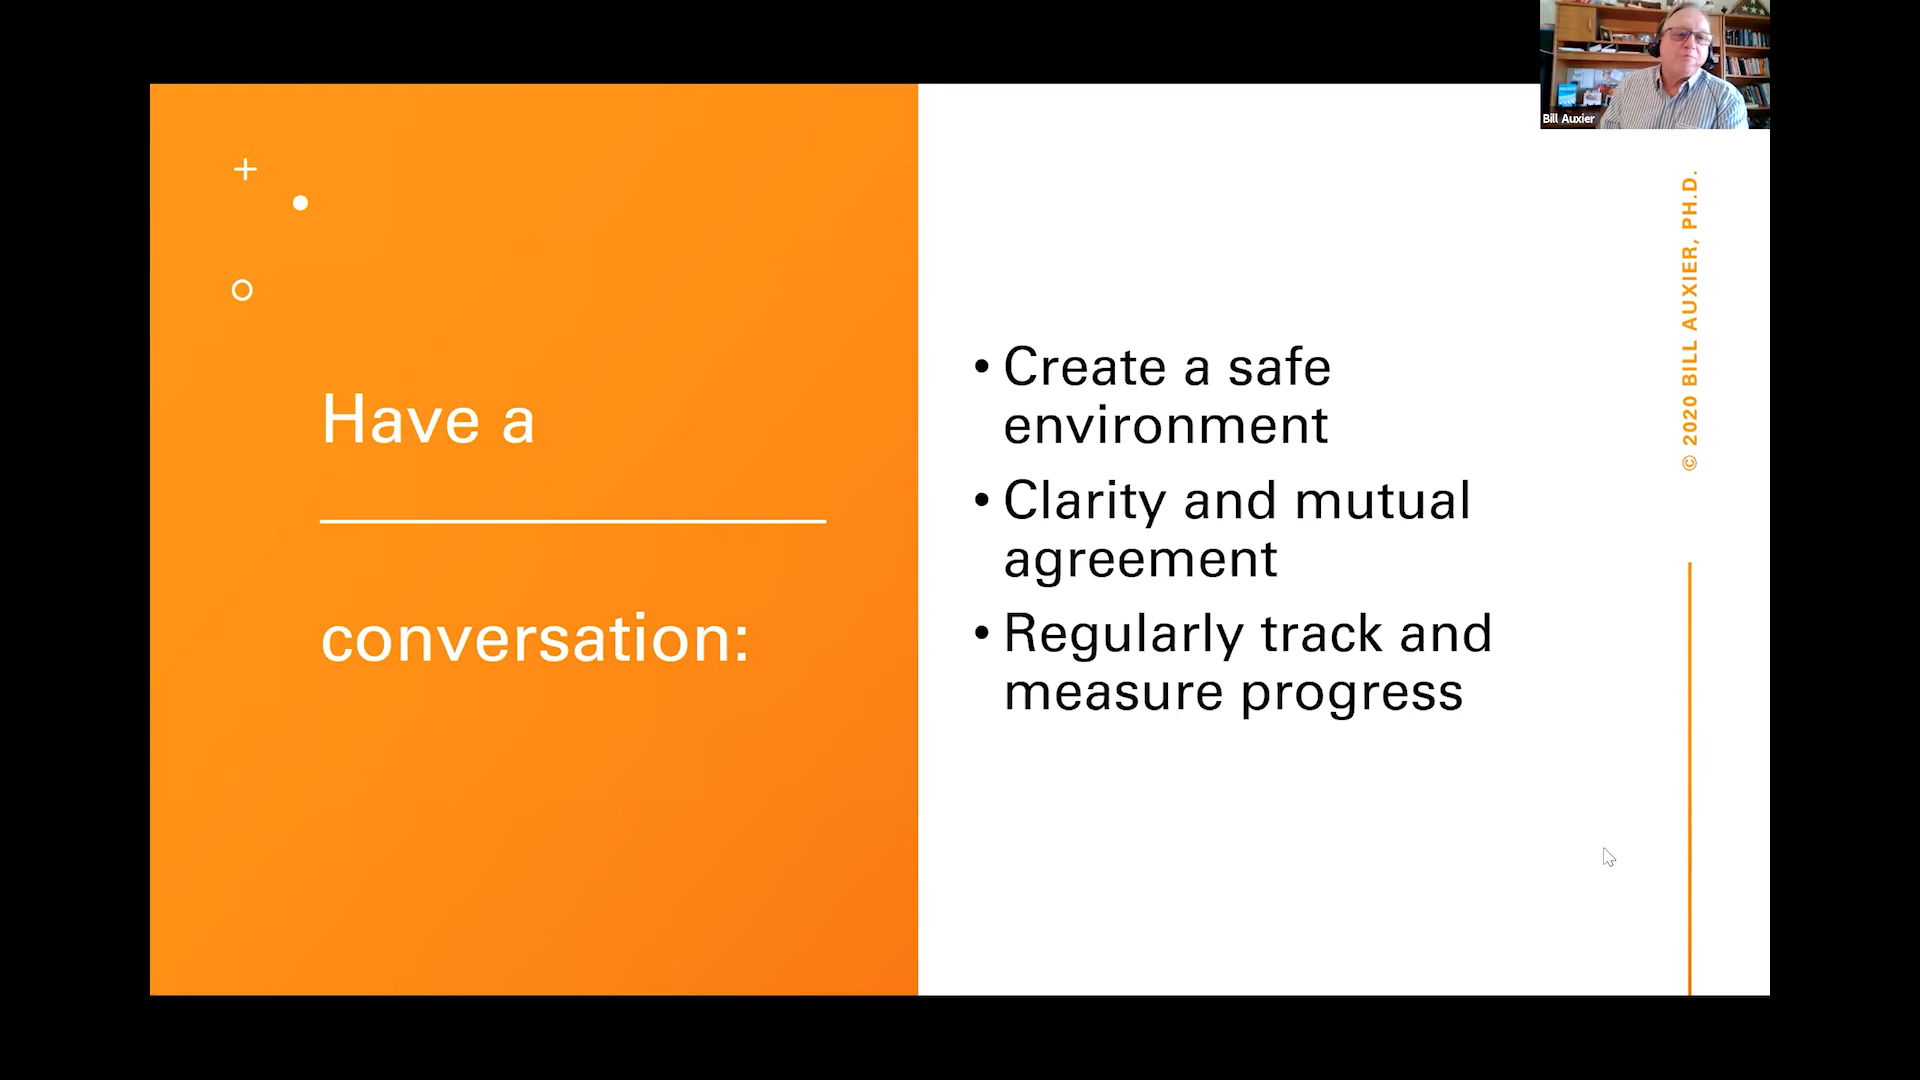 Bill Auxier
Have a
conversation:
• Create a safe
environment
• Clarity and mutual
agreement
• Regularly track and
measure progress
© 2020 BILL AUXIER, PH.D.